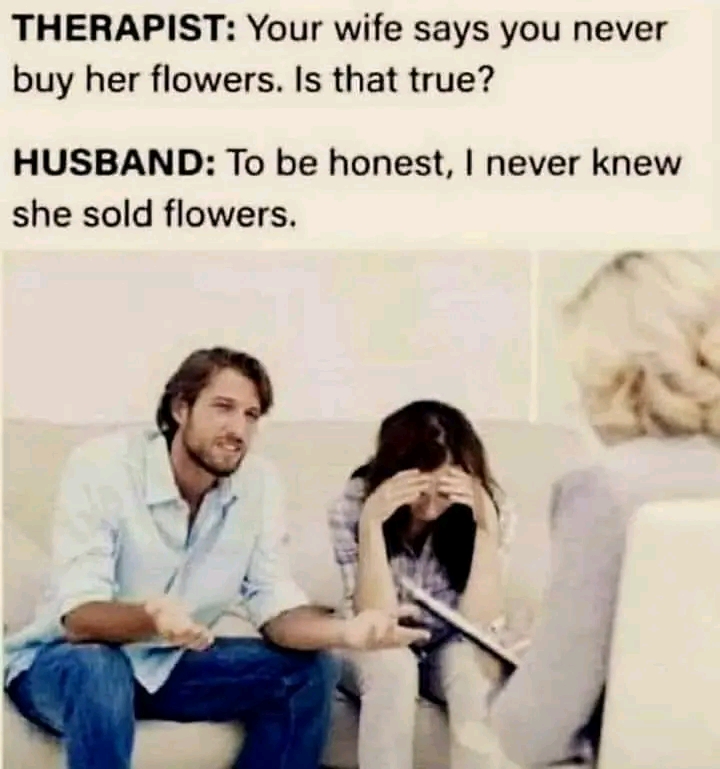 THERAPIST: Your wife says you never
buy her flowers. Is that true?
HUSBAND: To be honest, I never knew
she sold flowers.